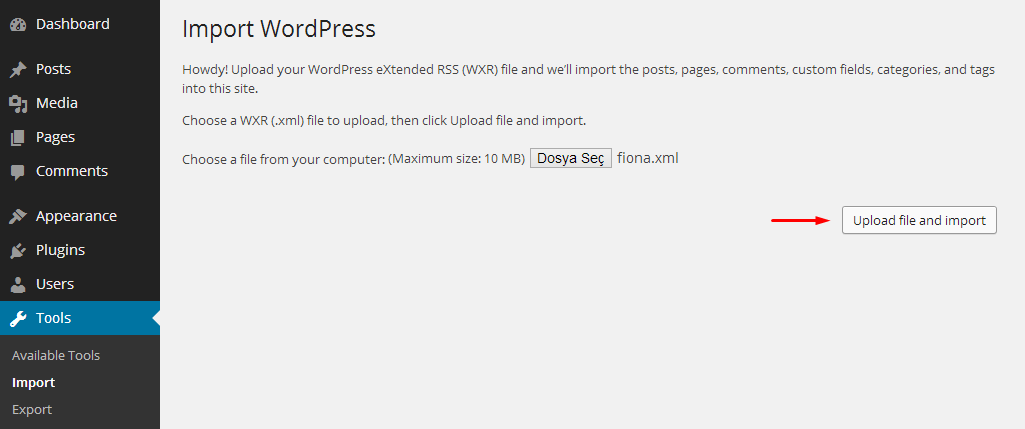 Dashboard
Posts
Media
Pages
Comments
Appearance
Plugins
Users
Tools
Available Tools
Import
Export
Import WordPress
Howdy! Upload your WordPress eXtended RSS (WXR) file and we'll import the posts, pages, comments, custom fields, categories, and tags
into this site.
Choose a WXR (.xml) file to upload, then click Upload file and import.
Choose a file from your computer: (Maximum size: 10 MB) Dosya Seç fiona.xml
Upload file and import